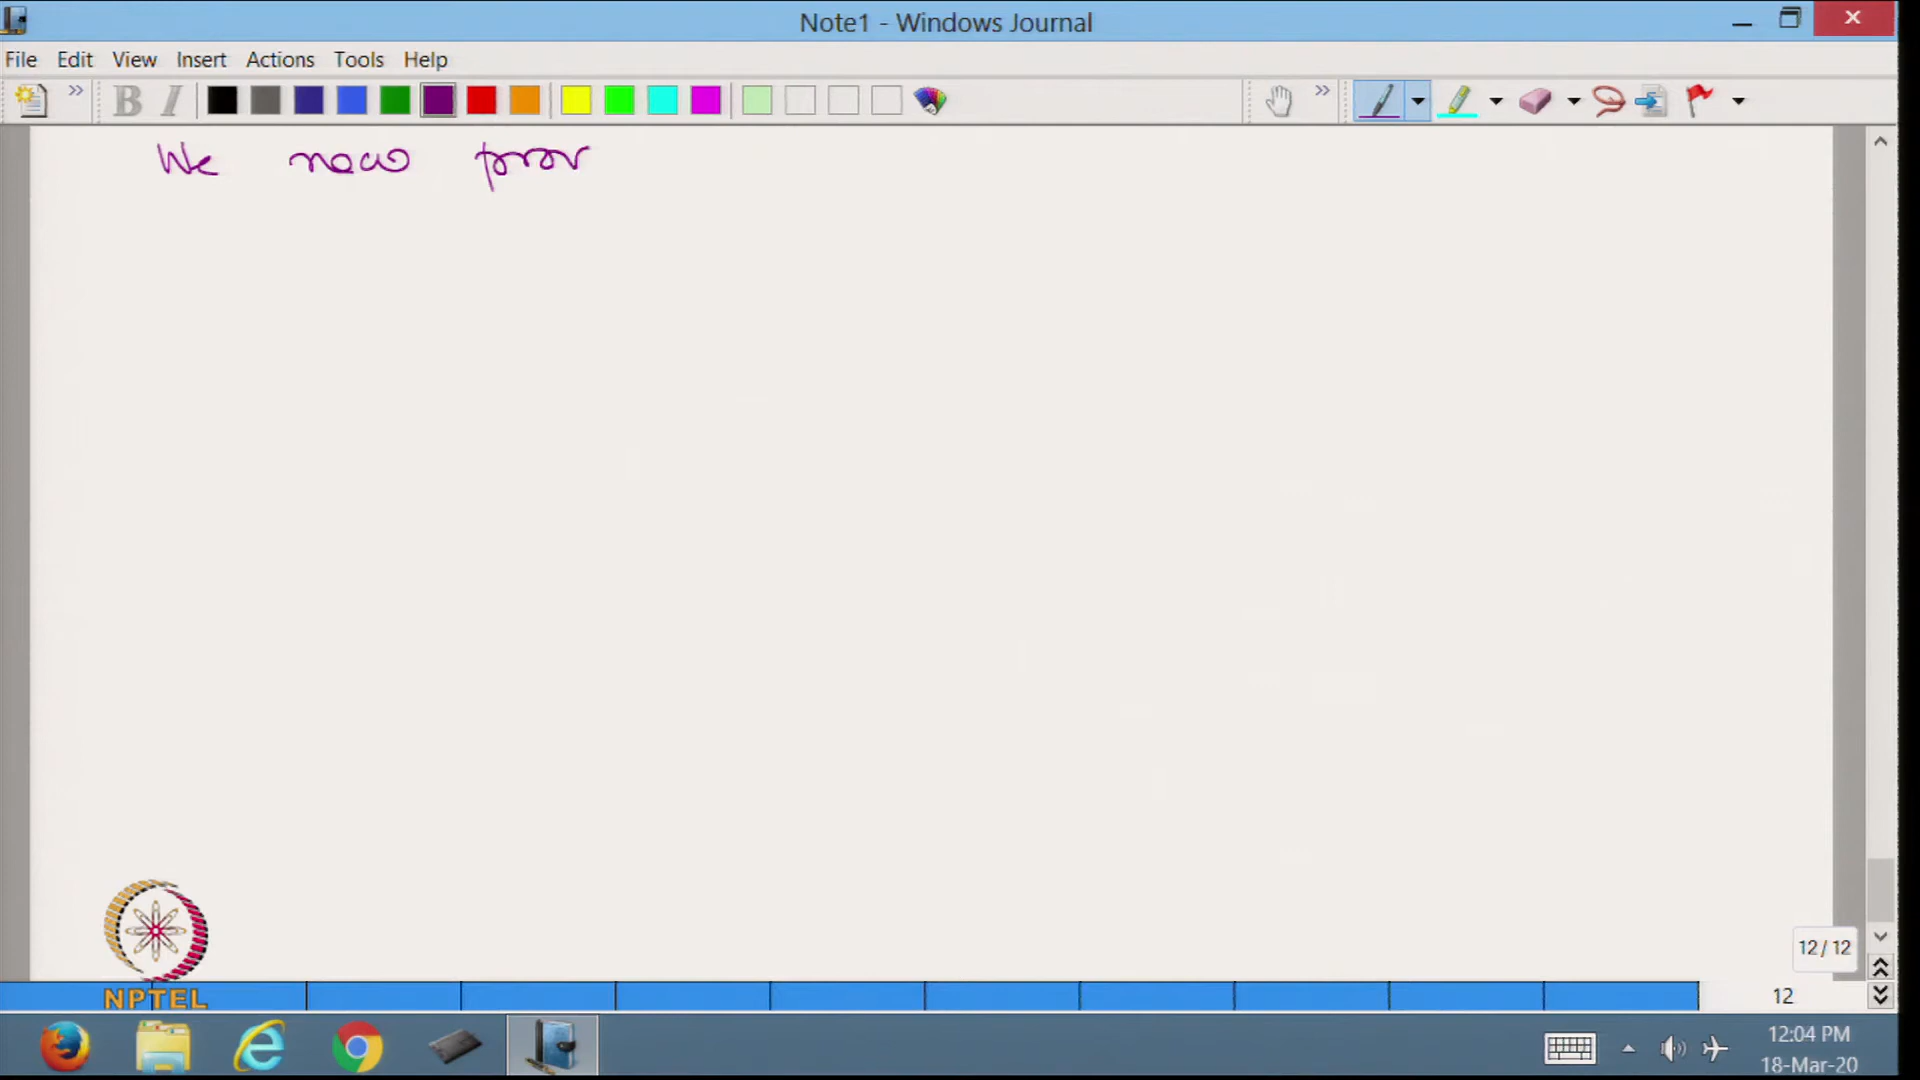 Note1 - Windows Journal
File Edit View Insert Actions Tools Help
B I
We now prov
12 / 12
NPTEL
12
12:04 PM
18-Mar-20